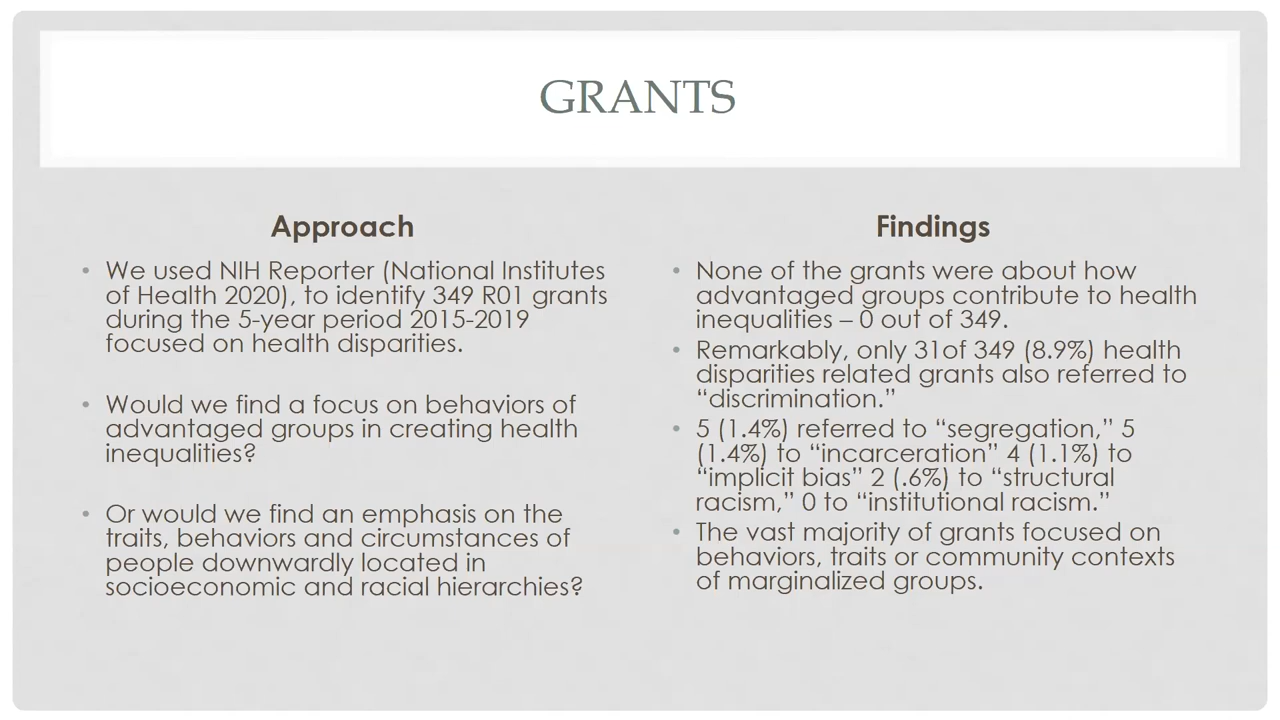 GRANTS
Approach
• We used NIH Reporter (National Institutes
of Health 2020), to identify 349 R01 grants
during the 5-year period 2015-2019
focused on health disparities.
• Would we find a focus on behaviors of
advantaged groups in creating health
inequalities?
• Or would we find an emphasis on the
traits, behaviors and circumstances of
people downwardly located in
socioeconomic and racial hierarchies?
Findings
• None of the grants were about how
advantaged groups contribute to health
inequalities – 0 out of 349.
• Remarkably, only 31of 349 (8.9%) health
disparities related grants also referred to
“discrimination.”
• 5 (1.4%) referred to “segregation,” 5
(1.4%) to “incarceration” 4 (1.1%) to
“implicit bias” 2 (.6%) to “structural
racism,” 0 to “institutional racism.”
• The vast majority of grants focused on
behaviors, traits or community contexts
of marginalized groups.